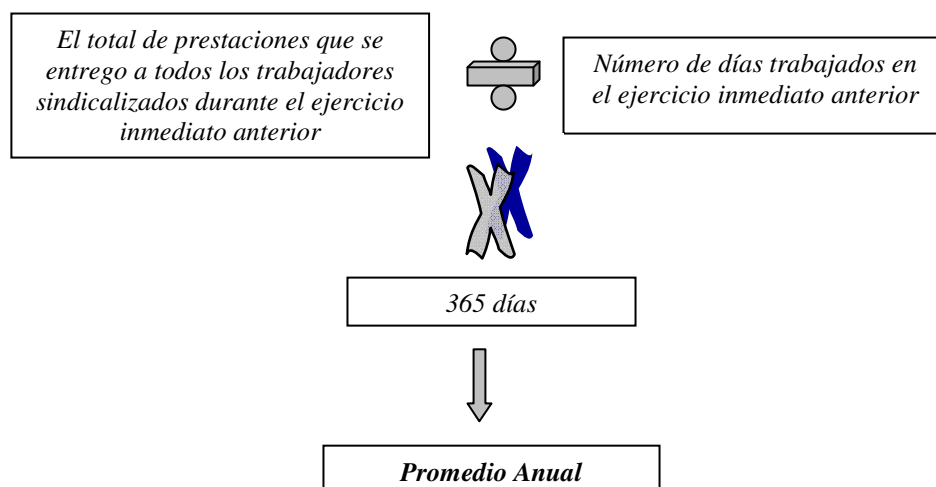 El total de prestaciones que se
entrego a todos los trabajadores
sindicalizados durante el ejercicio
inmediato anterior
Número de días trabajados en
el ejercicio inmediato anterior
365 días
Promedio Anual